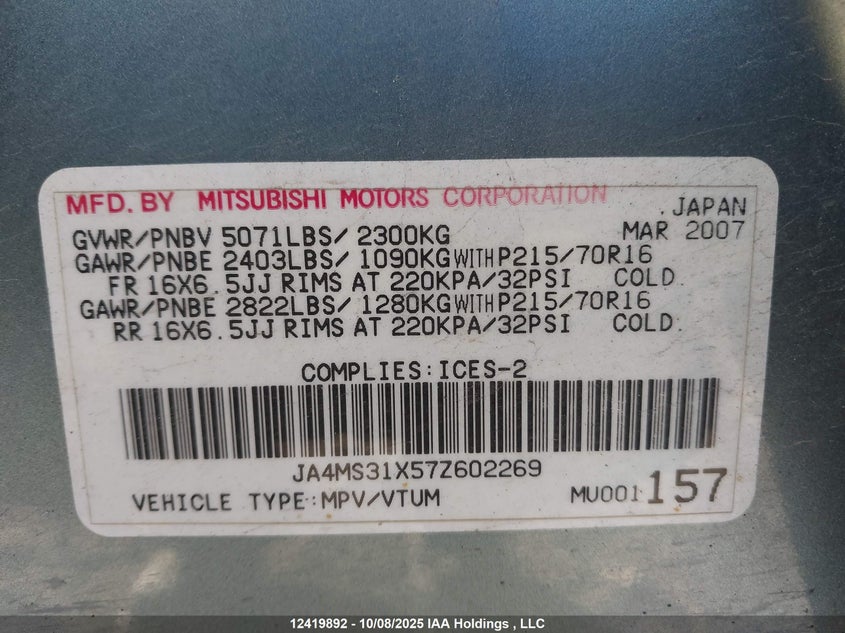 MFD. BY MITSUBISHI MOTORS CORPORATION
JAPAN
GVWR/PNBV 5071LBS/ 2300KG MAR 2007
GAWR/PNBE 2403LBS/ 1090KG WITH P215/70R16
FR 16X6.5JJ RIMS AT 220KPA/32PSI COLD.
GAWR/PNBE 2822LBS/ 1280KG WITH P215/70R16
RR 16X6.5JJ RIMS AT 220KPA/32PSI COLD.
COMPLIES:ICES-2
JA4MS31X57Z602269
VEHICLE TYPE:MPV/VTUM MU001157
12419892 - 10/08/2025 IAA Holdings , LLC